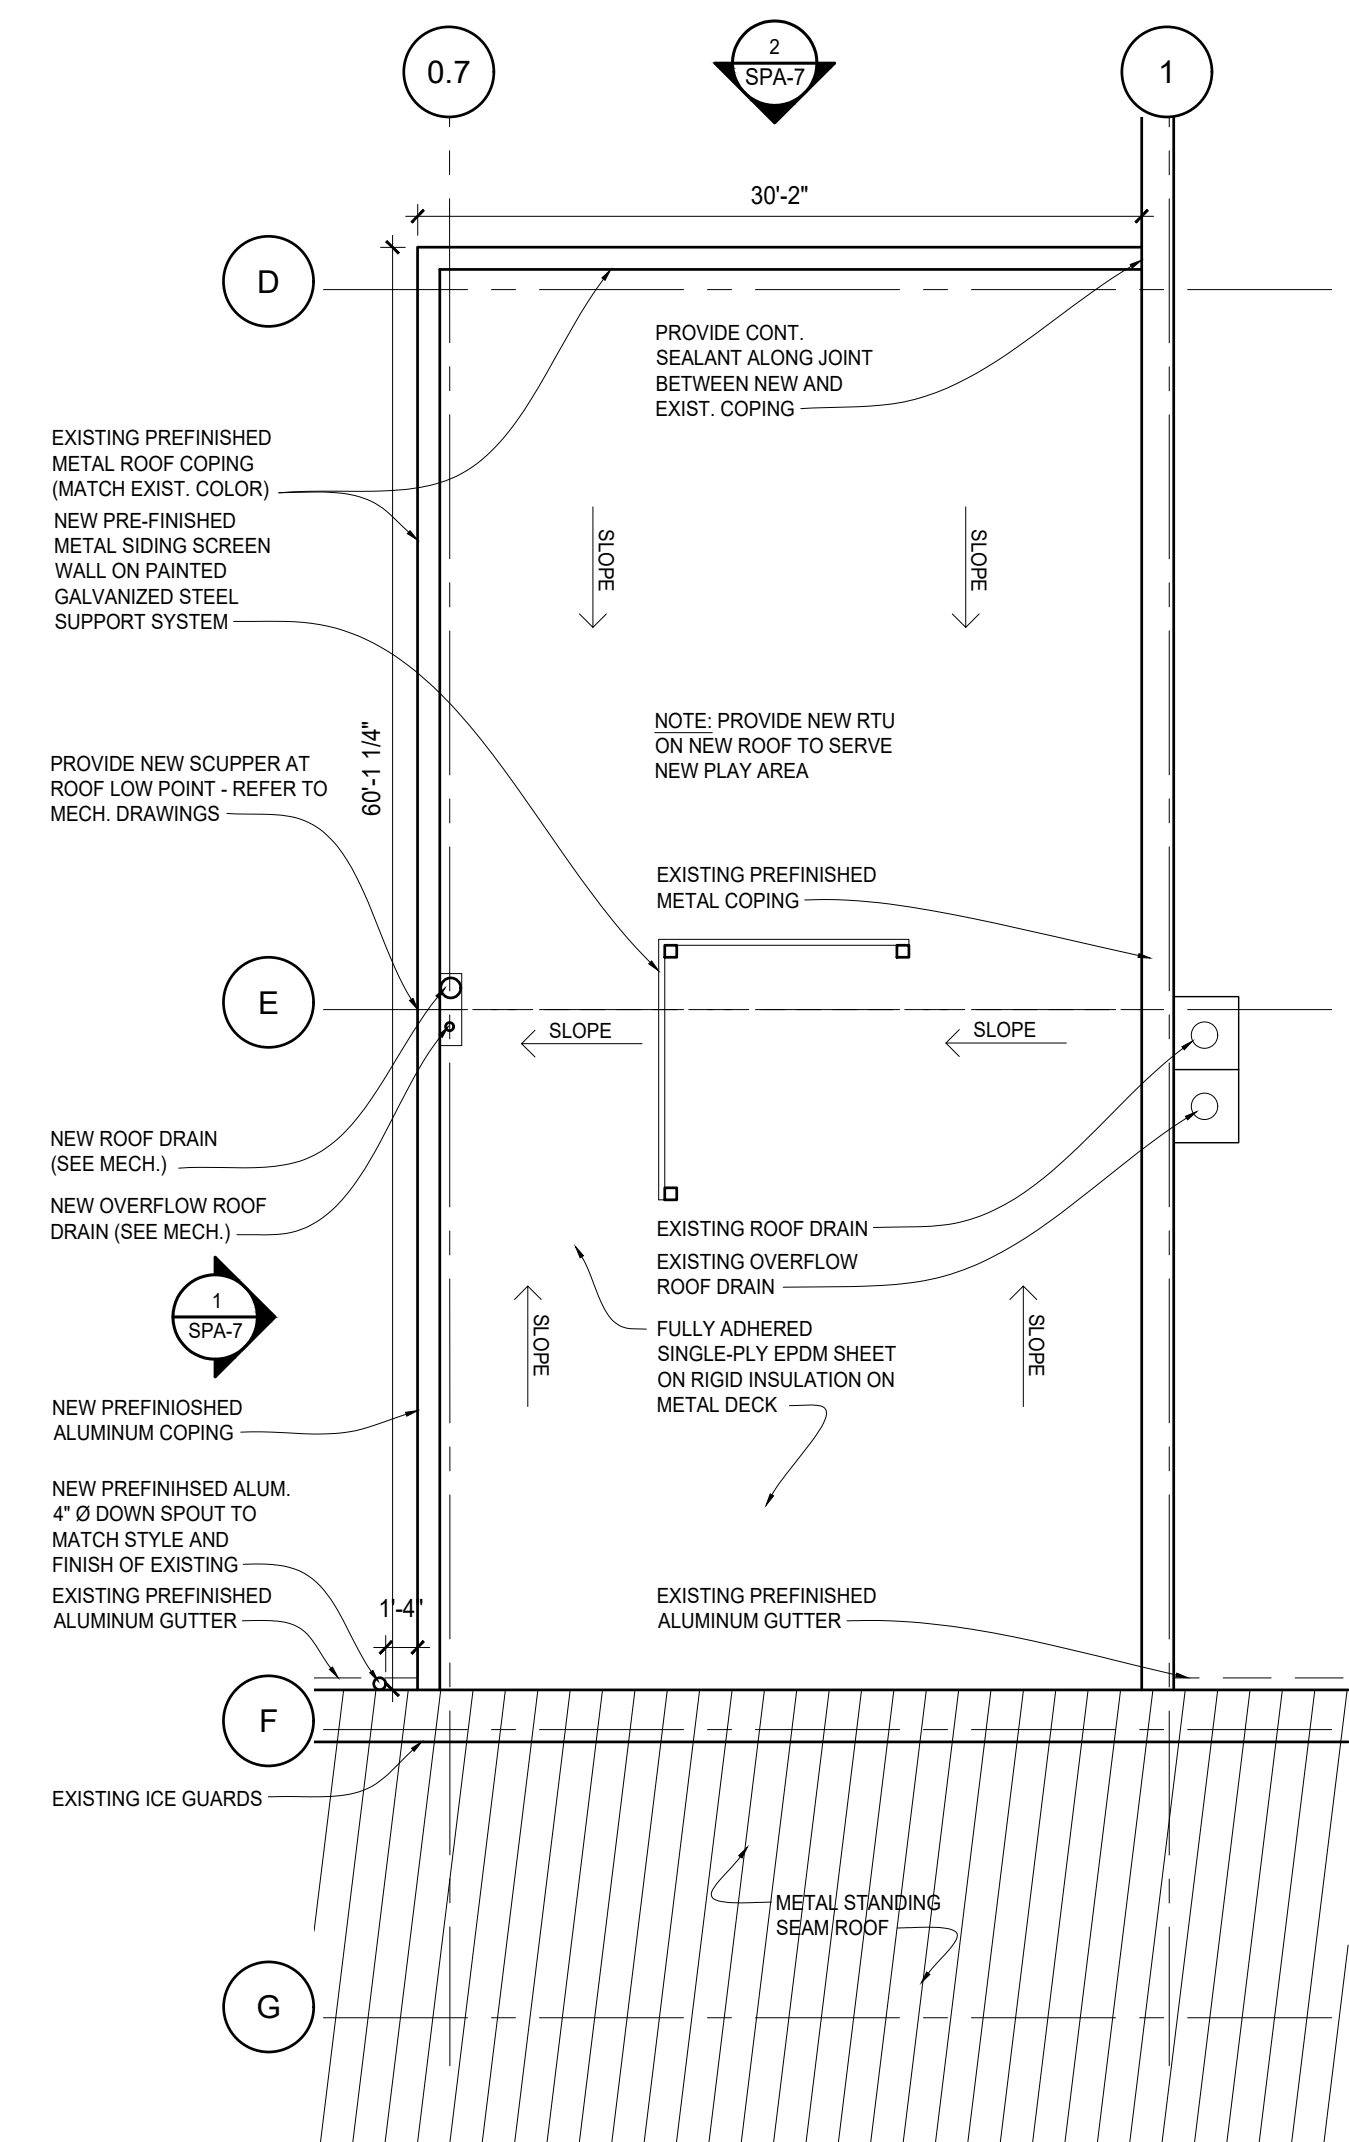 0.7
2
SPA-7
1
30'-2"
D
PROVIDE CONT.
SEALANT ALONG JOINT
BETWEEN NEW AND
EXIST. COPING
EXISTING PREFINISHED
METAL ROOF COPING
(MATCH EXIST. COLOR)
NEW PRE-FINISHED
METAL SIDING SCREEN
WALL ON PAINTED
GALVANIZED STEEL
SUPPORT SYSTEM
SLOPE
SLOPE
60'-1 1/4"
NOTE: PROVIDE NEW RTU
ON NEW ROOF TO SERVE
NEW PLAY AREA
PROVIDE NEW SCUPPER AT
ROOF LOW POINT - REFER TO
MECH. DRAWINGS
EXISTING PREFINISHED
METAL COPING
E
SLOPE
SLOPE
NEW ROOF DRAIN
(SEE MECH.)
NEW OVERFLOW ROOF
DRAIN (SEE MECH.)
EXISTING ROOF DRAIN
EXISTING OVERFLOW
ROOF DRAIN
1
SPA-7
SLOPE
SLOPE
FULLY ADHERED
SINGLE-PLY EPDM SHEET
ON RIGID INSULATION ON
METAL DECK
NEW PREFINIOSHED
ALUMINUM COPING
NEW PREFINIHSED ALUM.
4" Ø DOWN SPOUT TO
MATCH STYLE AND
FINISH OF EXISTING
EXISTING PREFINISHED
ALUMINUM GUTTER
1'-4"
EXISTING PREFINISHED
ALUMINUM GUTTER
F
EXISTING ICE GUARDS
METAL STANDING
SEAM ROOF
G